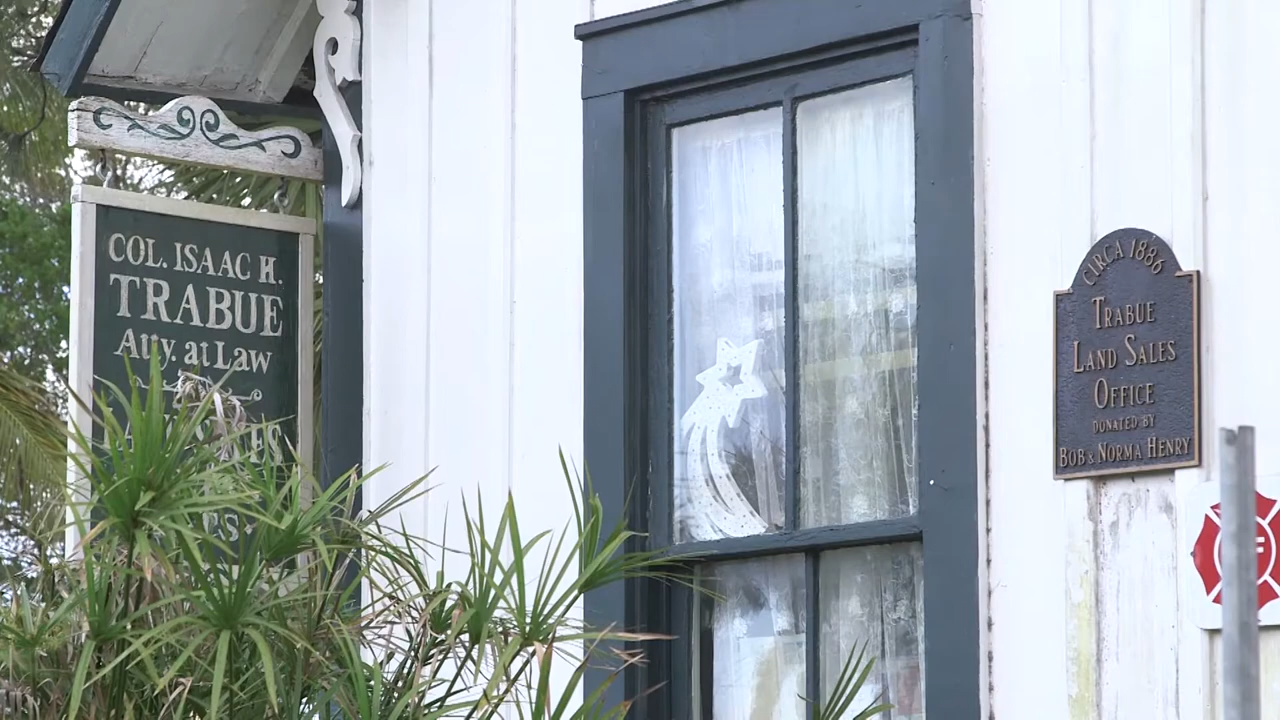 COL. ISAAC H.
TRABUE
Atty. at Law
CIRCA 1886
TRABUE
LAND SALES
OFFICE
DONATED BY
BOB & NORMA HENRY